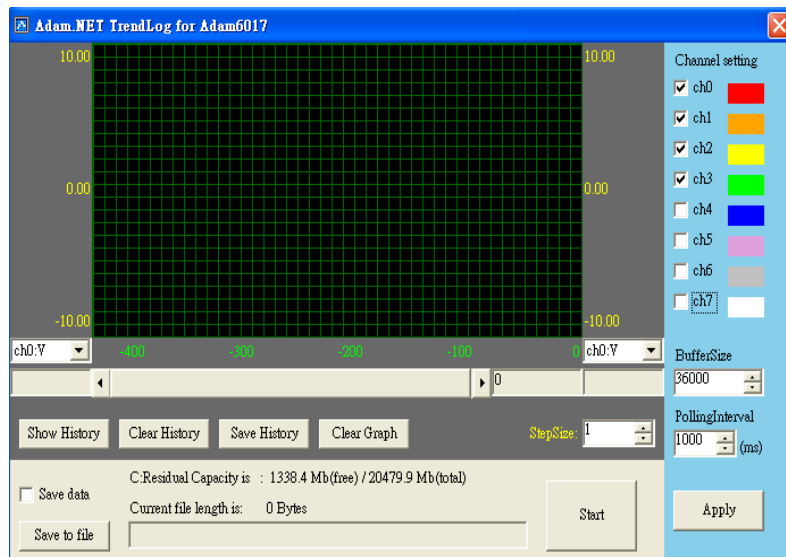 Adam.NET TrendLog for Adam6017
10.00
10.00
0.00
0.00
-10.00
-10.00
ch0:V
-400
-300
-200
-100
0
ch0:V
0
Show History
Clear History
Save History
Clear Graph
StepSize:
1
Save data
C:Residual Capacity is : 1338.4 Mb(free) / 20479.9 Mb(total)
Current file length is: 0 Bytes
Save to file
Start
Channel setting
ch0
ch1
ch2
ch3
ch4
ch5
ch6
ch7
BufferSize
36000
PollingInterval
1000
(ms)
Apply